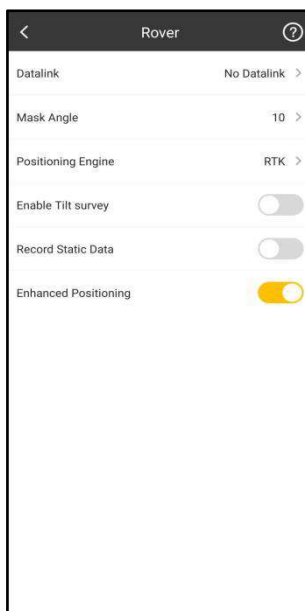 Rover ?
Datalink No Datalink >
Mask Angle 10 >
Positioning Engine RTK >
Enable Tilt survey
Record Static Data
Enhanced Positioning